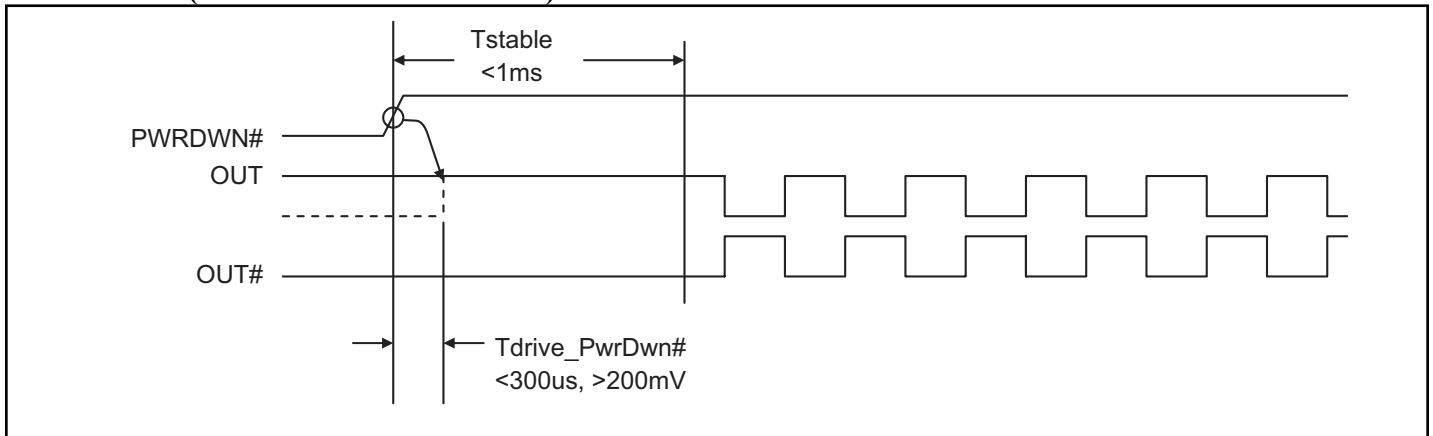 Tstable
<1ms
PWRDWN#
OUT
OUT#
Tdrive_PwrDwn#
<300us, >200mV